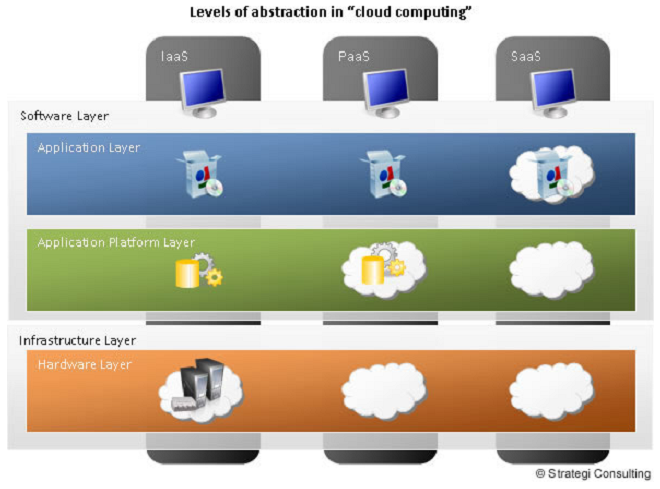 Levels of abstraction in “cloud computing”
IaaS
PaaS
SaaS
Software Layer
Application Layer
Application Platform Layer
Infrastructure Layer
Hardware Layer
© Strategi Consulting